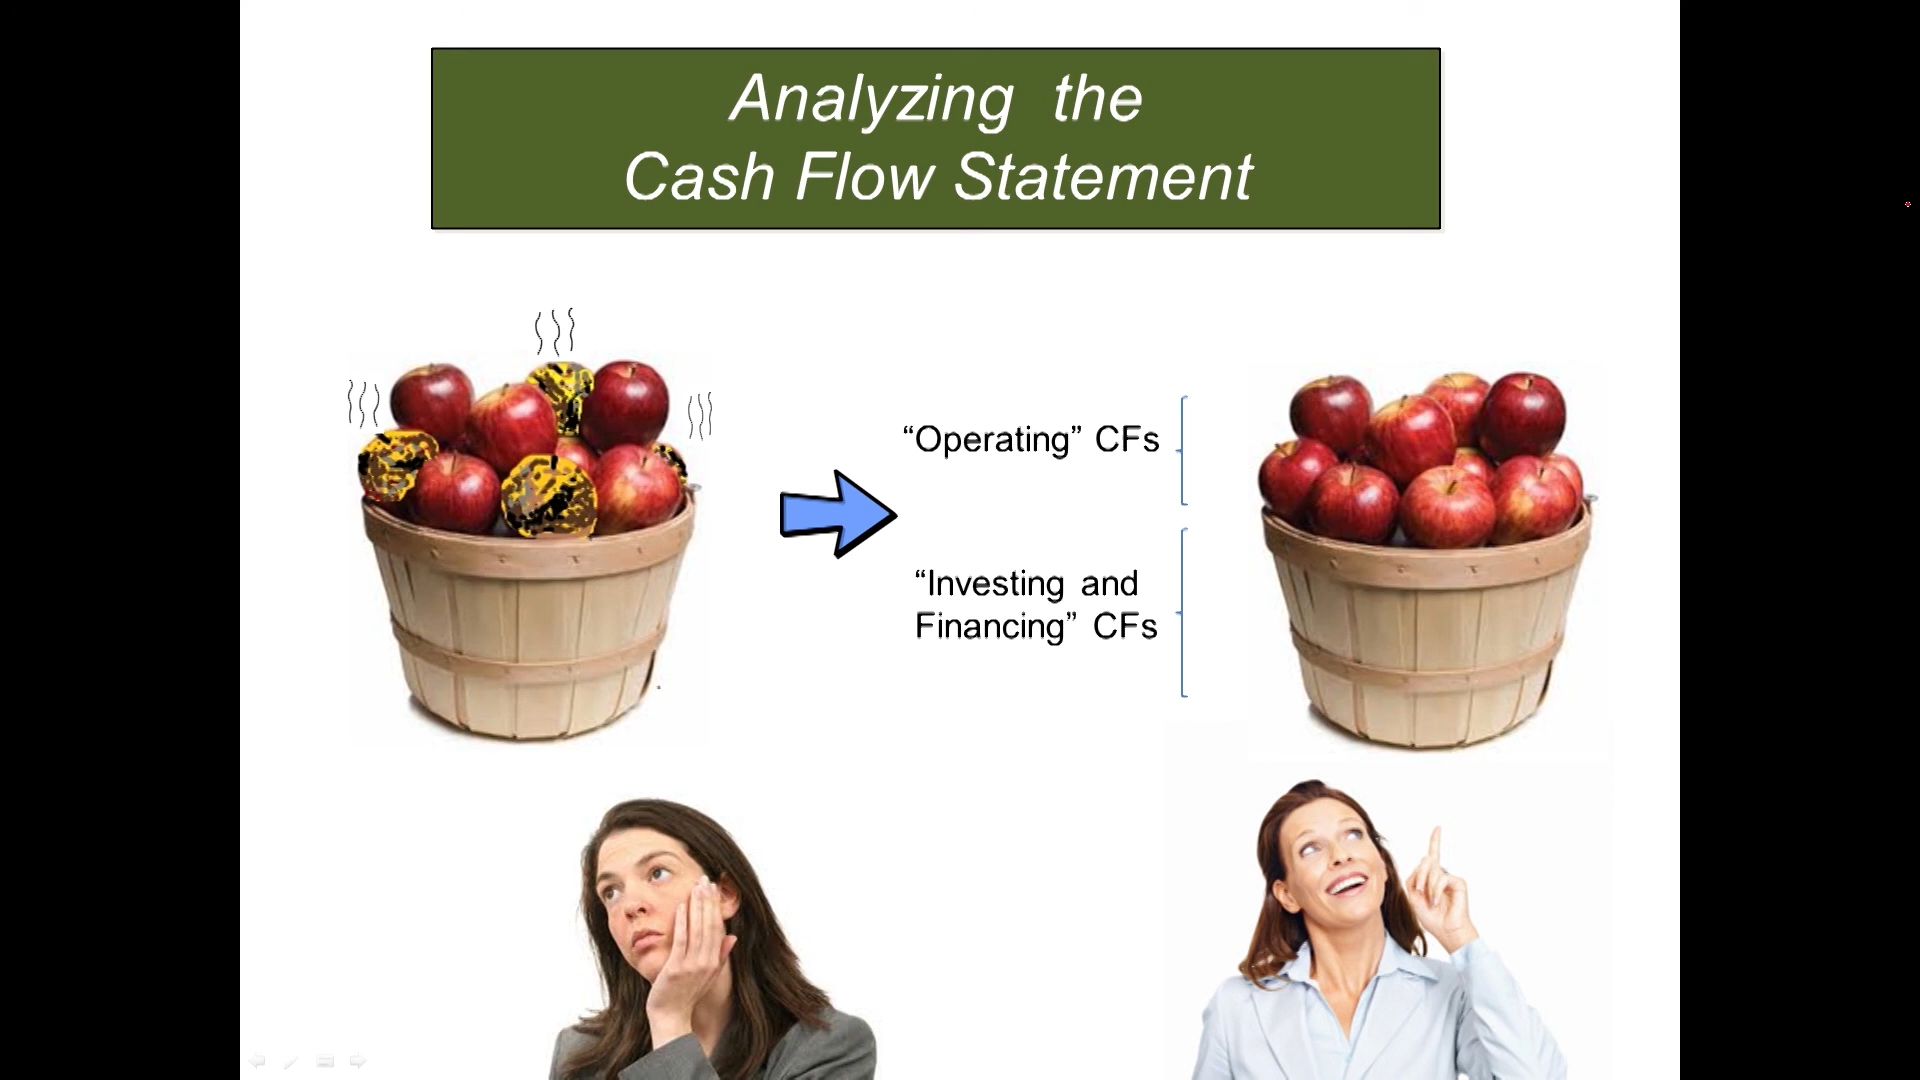 Analyzing the
Cash Flow Statement
“Operating” CFs
“Investing and
Financing” CFs